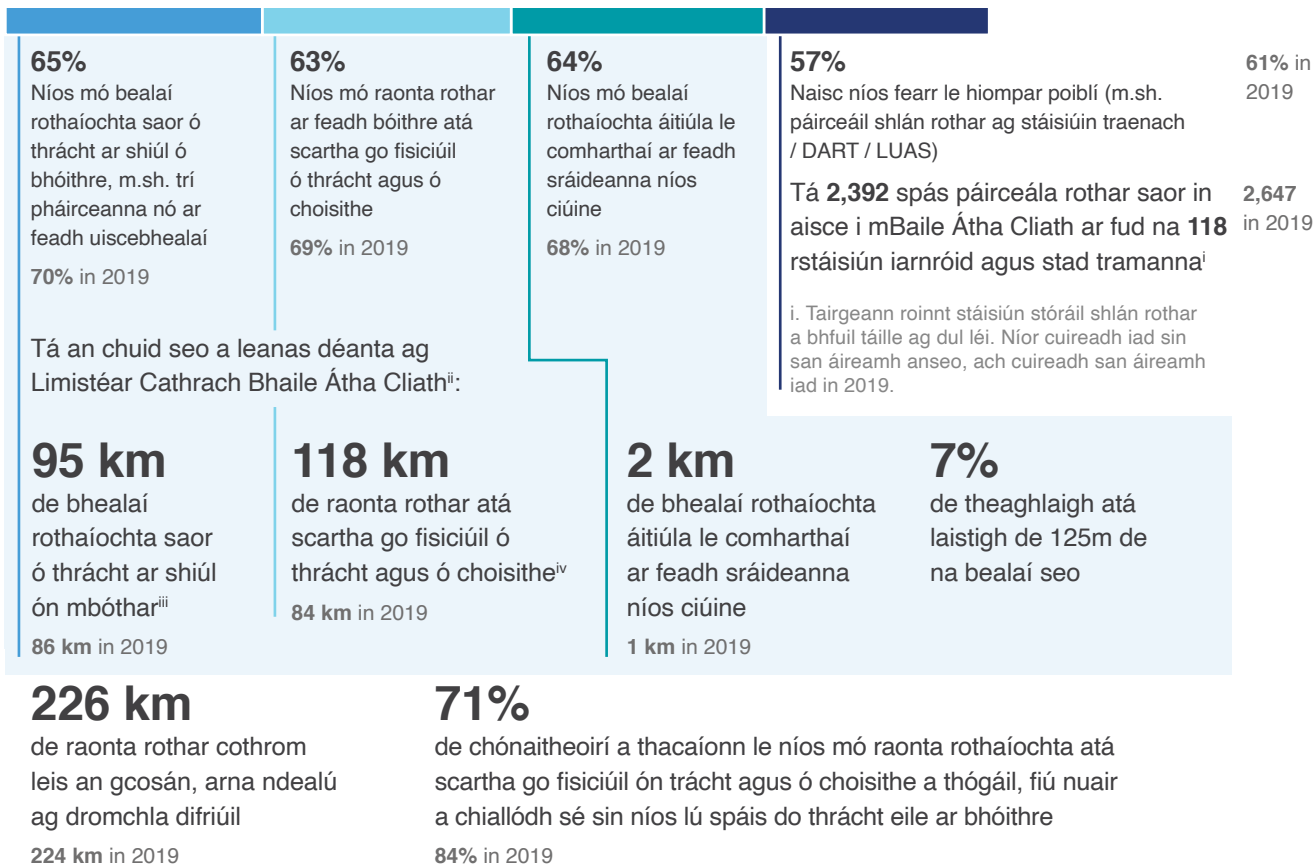 65%
Níos mó bealaí
rothaíochta saor ó
thrácht ar shiúl ó
bhóithre, m.sh. trí
pháirceanna nó ar
feadh uiscebhealaí
70% in 2019
63%
Níos mó raonta rothar
ar feadh bóithre atá
scartha go fisiciúil
ó thrácht agus ó
choisithe
69% in 2019
64%
Níos mó bealaí
rothaíochta áitiúla le
comharthaí ar feadh
sráideanna níos
ciúine
68% in 2019
57%
Naisc níos fearr le hiompar poiblí (m.sh.
páirceáil shlán rothar ag stáisiúin traenach
/ DART / LUAS)
61% in
2019
Tá 2,392 spás páirceála rothar saor in
aisce i mBaile Átha Cliath ar fud na 118
rstáisiún iarnróid agus stad tramannaⁱ
2,647
in 2019
i. Tairgeann roinnt stáisiún stóráil shlán rothar
a bhfuil táille ag dul léi. Níor cuireadh iad sin
san áireamh anseo, ach cuireadh san áireamh
iad in 2019.
Tá an chuid seo a leanas déanta ag
Limistéar Cathrach Bhaile Átha Cliathⁱⁱ:
95 km
de bhealaí
rothaíochta saor
ó thrácht ar shiúl
ón mbótharⁱⁱⁱ
86 km in 2019
118 km
de raonta rothar atá
scartha go fisiciúil ó
thrácht agus ó choisitheⁱᵛ
84 km in 2019
2 km
de bhealaí rothaíochta
áitiúla le comharthaí
ar feadh sráideanna
níos ciúine
1 km in 2019
7%
de theaghlaigh atá
laistigh de 125m de
na bealaí seo
226 km
de raonta rothar cothrom
leis an gcosán, arna ndealú
ag dromchla difriúil
224 km in 2019
71%
de chónaitheoirí a thacaíonn le níos mó raonta rothaíochta atá
scartha go fisiciúil ón trácht agus ó choisithe a thógáil, fiú nuair
a chiallódh sé sin níos lú spáis do thrácht eile ar bhóithre
84% in 2019